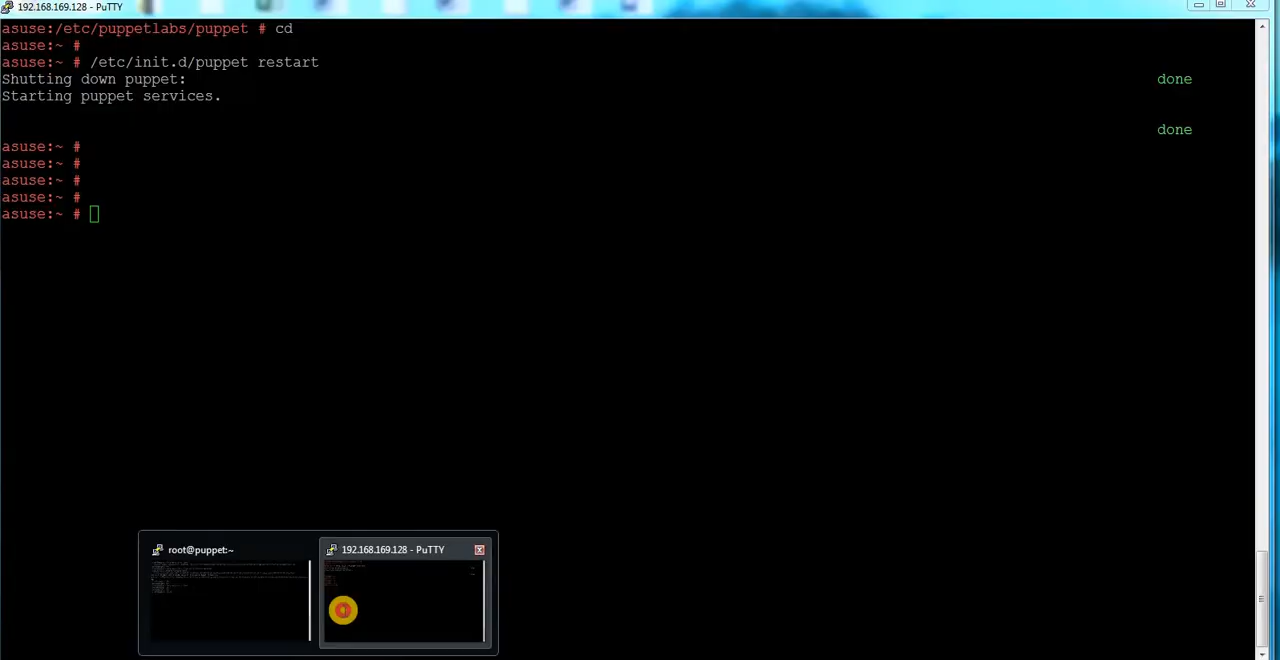 192.168.169.128 - PuTTY
asuse:/etc/puppetlabs/puppet # cd
asuse:~ #
asuse:~ # /etc/init.d/puppet restart
Shutting down puppet: done
Starting puppet services.
done
asuse:~ #
asuse:~ #
asuse:~ #
asuse:~ #
asuse:~ #
root@puppet:~
192.168.169.128 - PuTTY